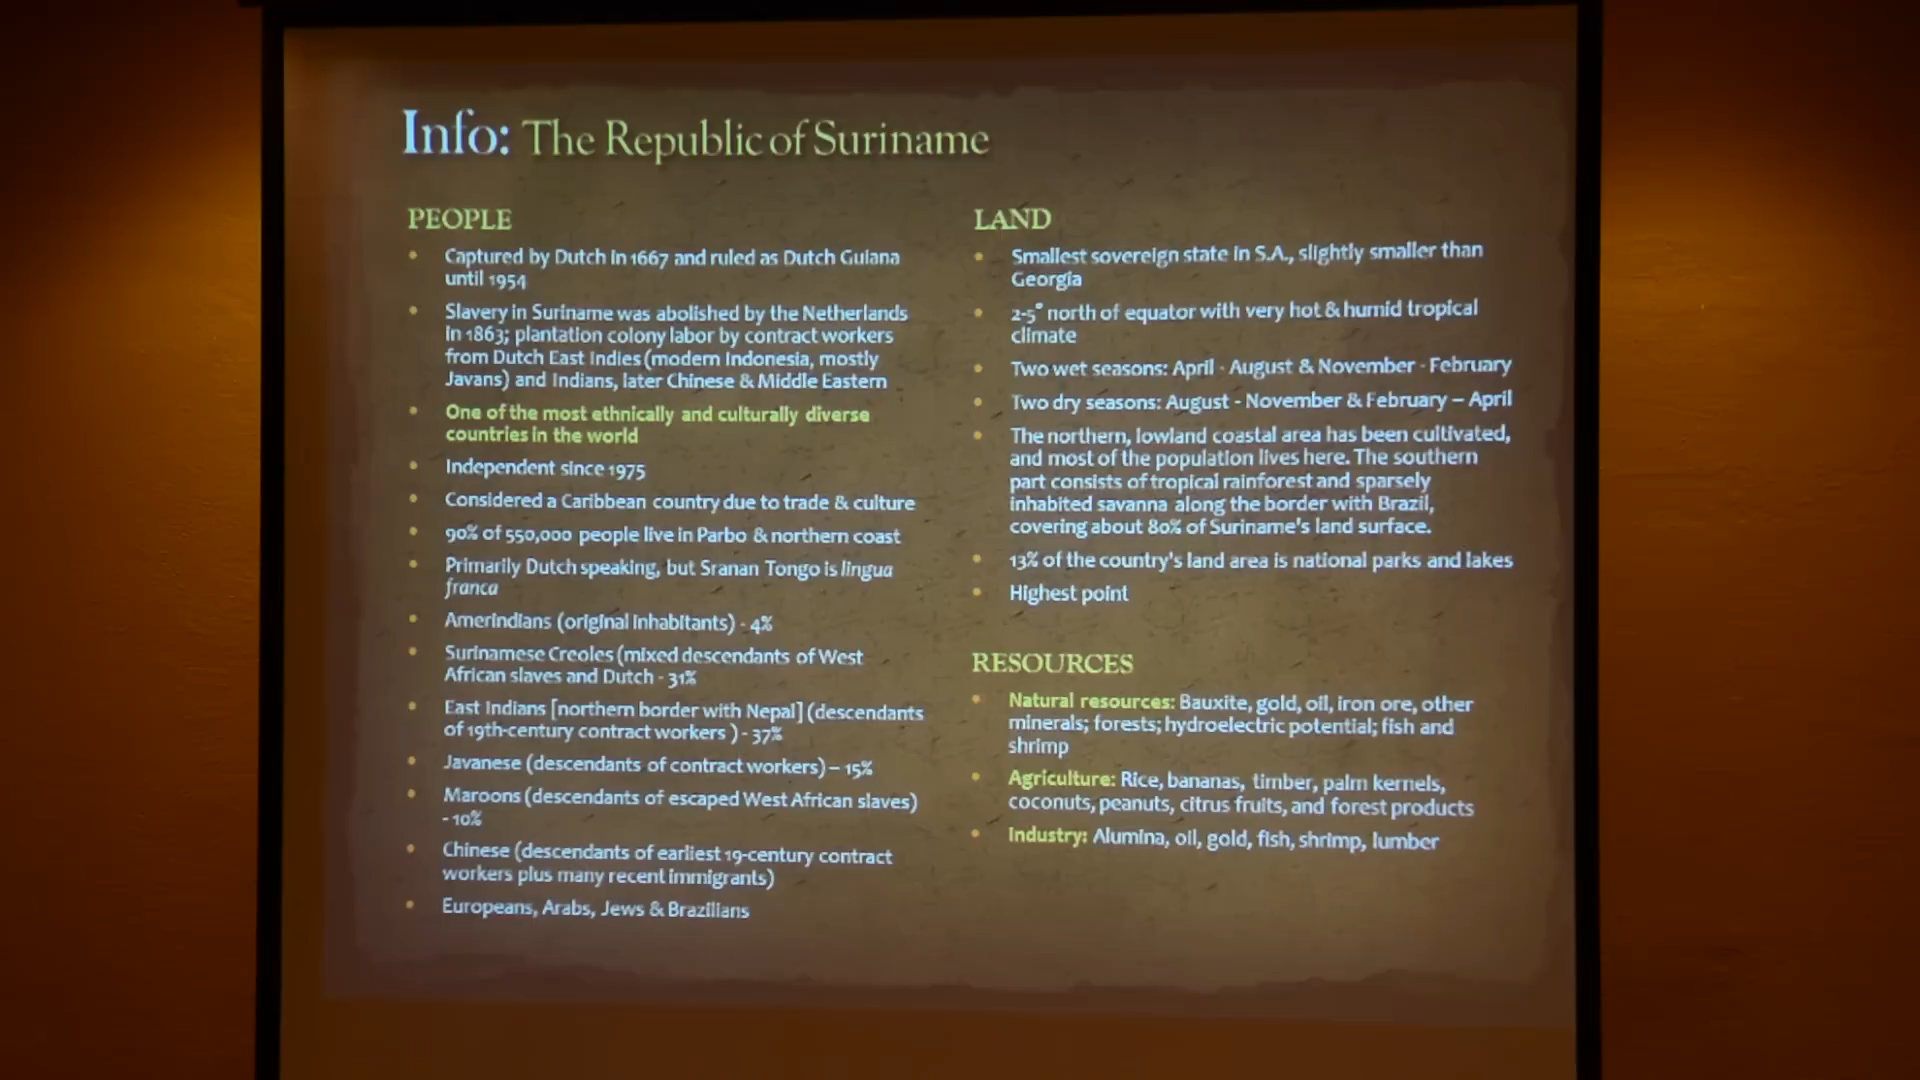 Info: The Republic of Suriname
PEOPLE
• Captured by Dutch in 1667 and ruled as Dutch Guiana
until 1954
• Slavery in Suriname was abolished by the Netherlands
in 1863; plantation colony labor by contract workers
from Dutch East Indies (modern Indonesia, mostly
Javans) and Indians, later Chinese & Middle Eastern
• One of the most ethnically and culturally diverse
countries in the world
• Independent since 1975
• Considered a Caribbean country due to trade & culture
• 90% of 550,000 people live in Parbo & northern coast
• Primarily Dutch speaking, but Sranan Tongo is lingua
franca
• Amerindians (original inhabitants) - 4%
• Surinamese Creoles (mixed descendants of West
African slaves and Dutch - 31%
• East Indians [northern border with Nepal] (descendants
of 19th-century contract workers ) - 37%
• Javanese (descendants of contract workers) – 15%
• Maroons (descendants of escaped West African slaves)
- 10%
• Chinese (descendants of earliest 19-century contract
workers plus many recent immigrants)
• Europeans, Arabs, Jews & Brazilians
LAND
• Smallest sovereign state in S.A., slightly smaller than
Georgia
• 2-5° north of equator with very hot & humid tropical
climate
• Two wet seasons: April - August & November - February
• Two dry seasons: August - November & February – April
• The northern, lowland coastal area has been cultivated,
and most of the population lives here. The southern
part consists of tropical rainforest and sparsely
inhabited savanna along the border with Brazil,
covering about 80% of Suriname's land surface.
• 13% of the country's land area is national parks and lakes
• Highest point
RESOURCES
• Natural resources: Bauxite, gold, oil, iron ore, other
minerals; forests; hydroelectric potential; fish and
shrimp
• Agriculture: Rice, bananas, timber, palm kernels,
coconuts, peanuts, citrus fruits, and forest products
• Industry: Alumina, oil, gold, fish, shrimp, lumber